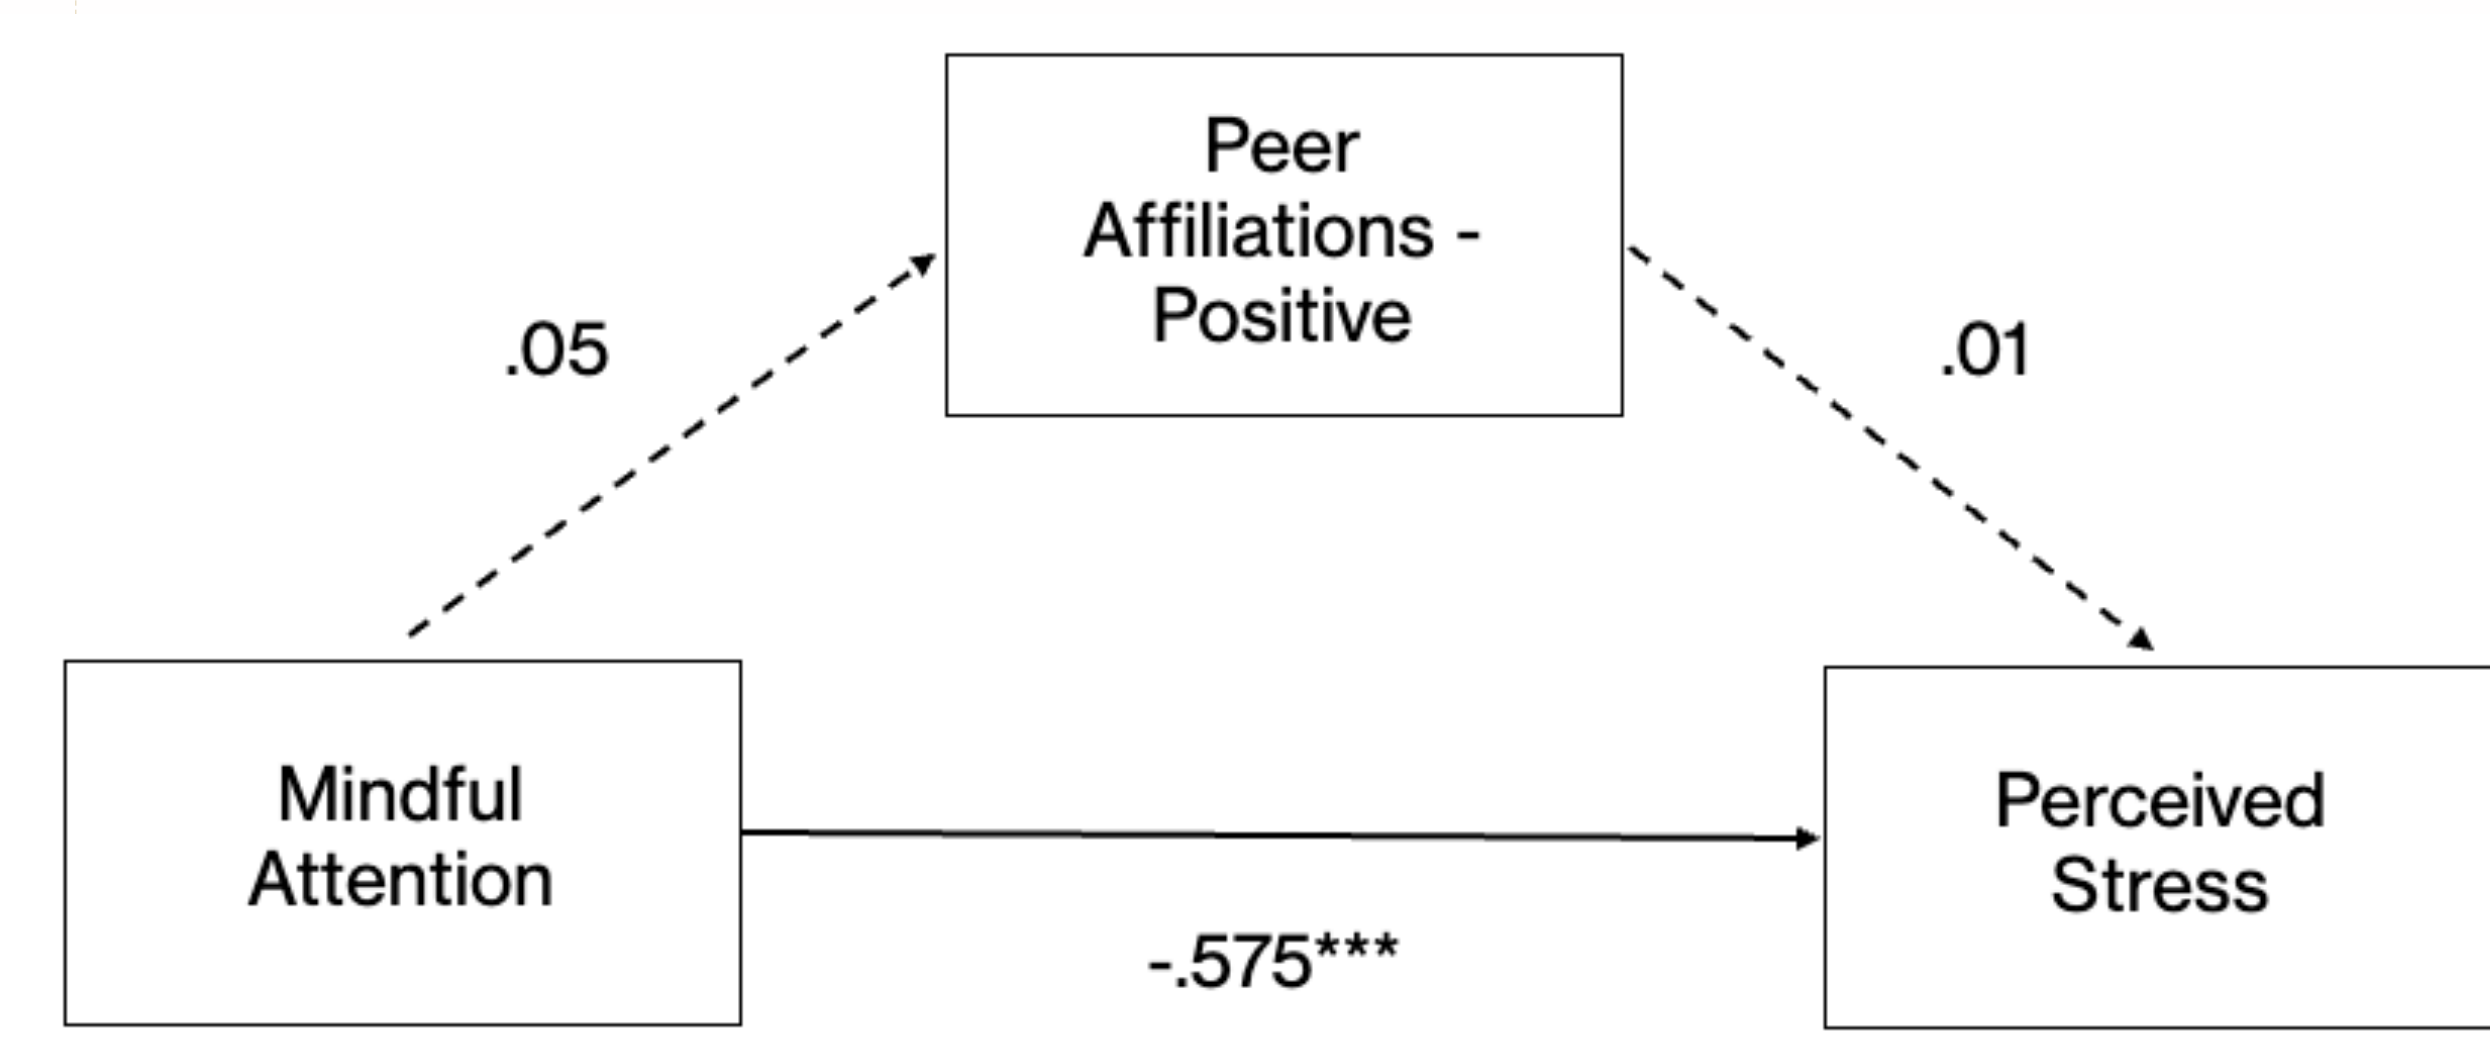 Peer
Affiliations -
Positive
.05
.01
Mindful
Attention
Perceived
Stress
-.575***